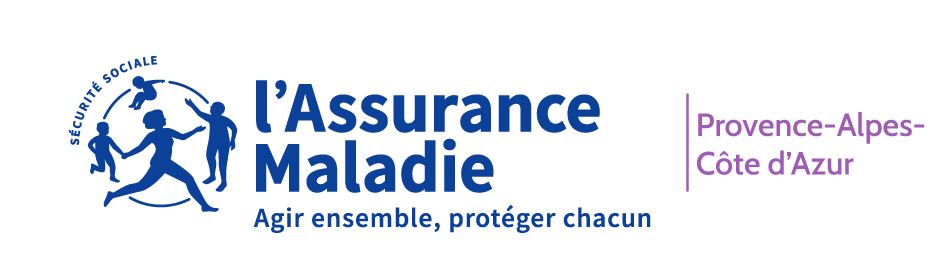 SÉCURITÉ SOCIALE
l’Assurance
Maladie
Agir ensemble, protéger chacun
Provence-Alpes-
Côte d’Azur